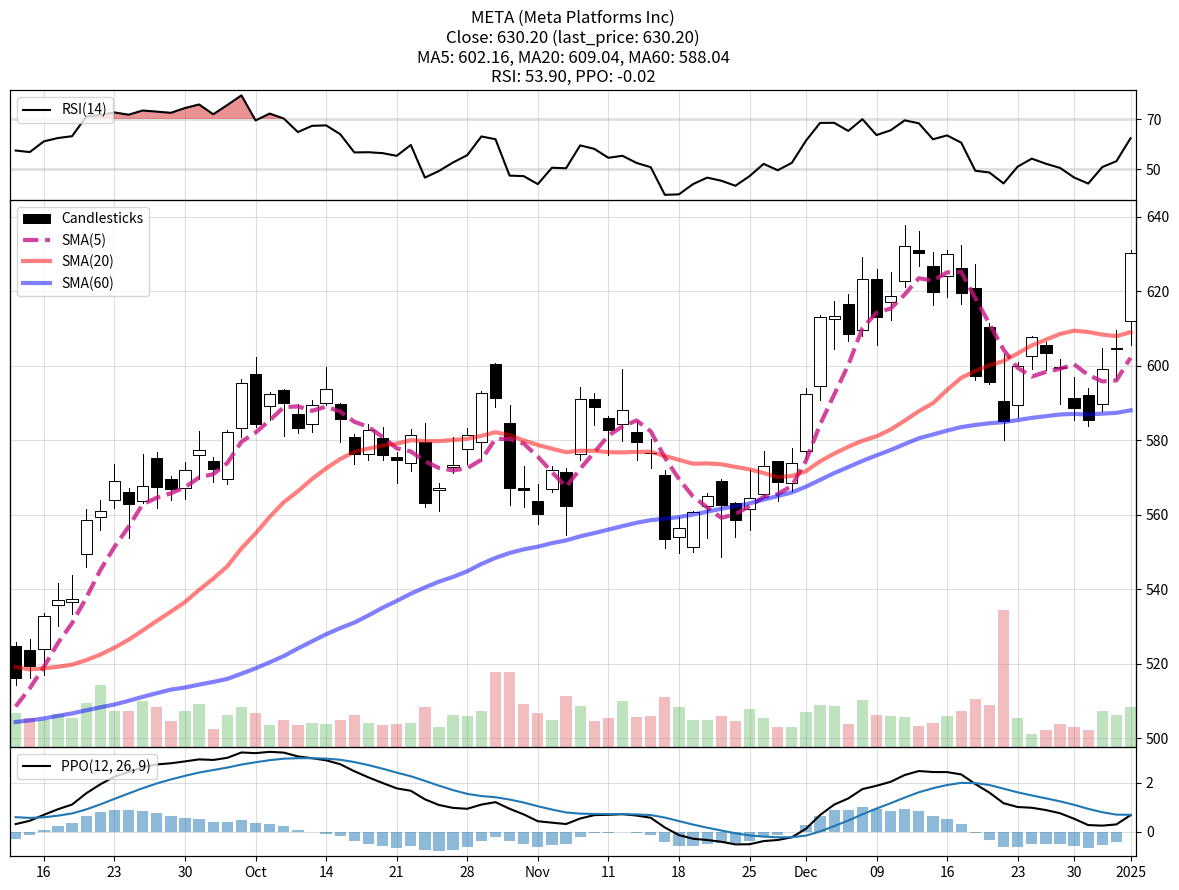 META (Meta Platforms Inc)
Close: 630.20 (last_price: 630.20)
MA5: 602.16, MA20: 609.04, MA60: 588.04
RSI: 53.90, PPO: -0.02
RSI(14)
70
50
Candlesticks
SMA(5)
SMA(20)
SMA(60)
640
620
600
580
560
540
520
500
PPO(12, 26, 9)
2
0
16 23 30 Oct 14 21 28 Nov 11 18 25 Dec 09 16 23 30 2025